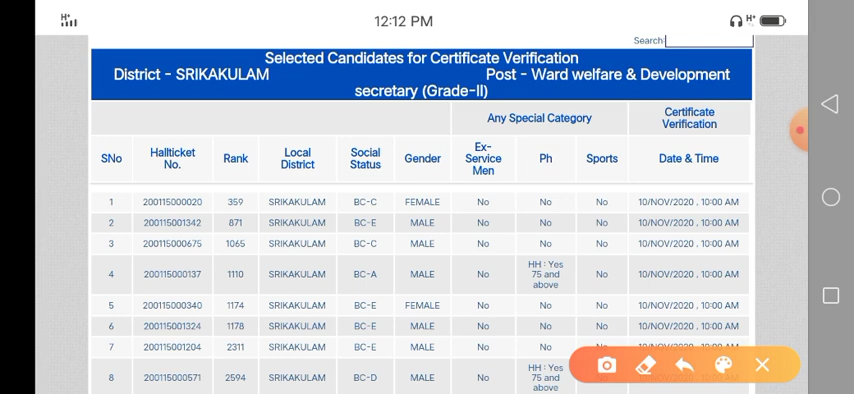 H+
12:12 PM
H+
Search:
Selected Candidates for Certificate Verification
District - SRIKAKULAM Post - Ward welfare & Development
secretary (Grade-II)
Any Special Category Certificate Verification
SNo Hallticket No. Rank Local District Social Status Gender Ex-Service Men Ph Sports Date & Time
1 200115000020 359 SRIKAKULAM BC-C FEMALE No No No 10/NOV/2020 , 10:00 AM
2 200115001342 871 SRIKAKULAM BC-E MALE No No No 10/NOV/2020 , 10:00 AM
3 200115000675 1065 SRIKAKULAM BC-C MALE No No No 10/NOV/2020 , 10:00 AM
4 200115000137 1110 SRIKAKULAM BC-A MALE No HH : Yes 75 and above No 10/NOV/2020 , 10:00 AM
5 200115000340 1174 SRIKAKULAM BC-E FEMALE No No No 10/NOV/2020 , 10:00 AM
6 200115001324 1178 SRIKAKULAM BC-E MALE No No No 10/NOV/2020 , 10:00 AM
7 200115001204 2311 SRIKAKULAM BC-E MALE No No No 10/NOV/2020 , 10:00 AM
8 200115000571 2594 SRIKAKULAM BC-D MALE No HH : Yes 75 and above